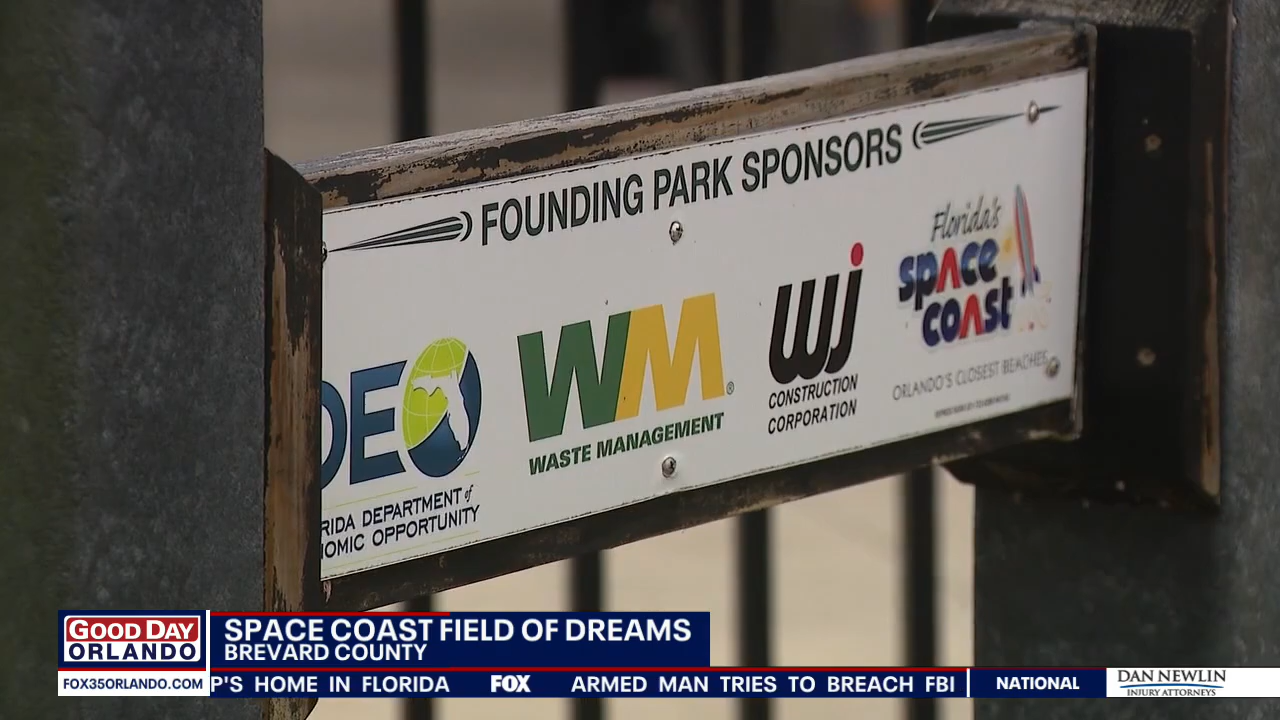 FOUNDING PARK SPONSORS
DEO
RIDA DEPARTMENT of
OMIC OPPORTUNITY
WM®
WASTE MANAGEMENT
WJ
CONSTRUCTION
CORPORATION
Florida's
space
coast
ORLANDO'S CLOSEST BEACHES
GOOD DAY
ORLANDO
SPACE COAST FIELD OF DREAMS
BREVARD COUNTY
FOX35ORLANDO.COM
P'S HOME IN FLORIDA FOX ARMED MAN TRIES TO BREACH FBI
NATIONAL
DAN NEWLIN
INJURY ATTORNEYS